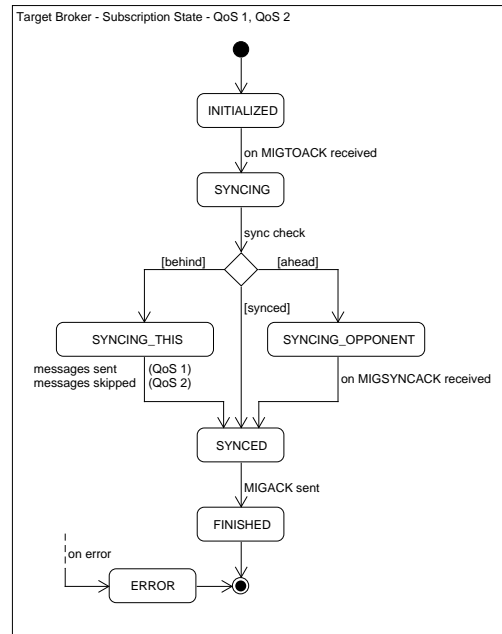 Target Broker - Subscription State - QoS 1, QoS 2
INITIALIZED
on MIGTOACK received
SYNCING
sync check
[behind]
[ahead]
[synced]
SYNCING_THIS
SYNCING_OPPONENT
messages sent (QoS 1)
messages skipped (QoS 2)
on MIGSYNCACK received
SYNCED
MIGACK sent
FINISHED
on error
ERROR